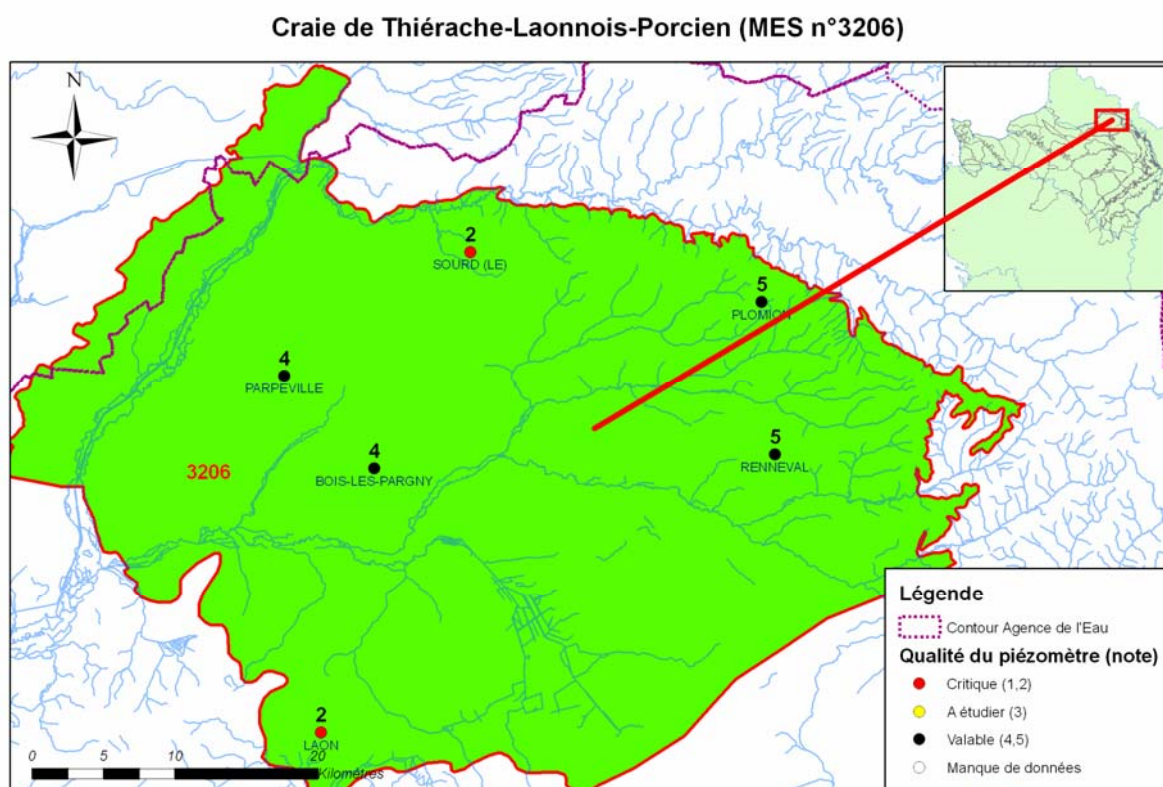 Craie de Thiérache-Laonnois-Porcien (MES n°3206)
N
2
SOURD (LE)
5
PLOMION
4
PARPEVILLE
4
BOIS-LES-PARGNY
5
RENNEVAL
3206
2
LAON
0 5 10 20
Kilomètres
Légende
Contour Agence de l'Eau
Qualité du piézomètre (note)
Critique (1,2)
A étudier (3)
Valable (4,5)
Manque de données